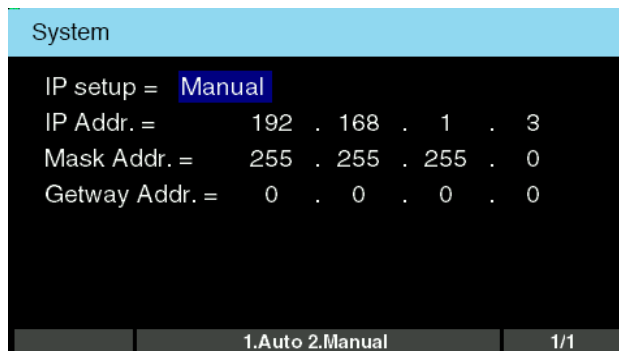 System
IP setup = Manual
IP Addr. = 192 . 168 . 1 . 3
Mask Addr. = 255 . 255 . 255 . 0
Getway Addr. = 0 . 0 . 0 . 0
1.Auto 2.Manual 1/1